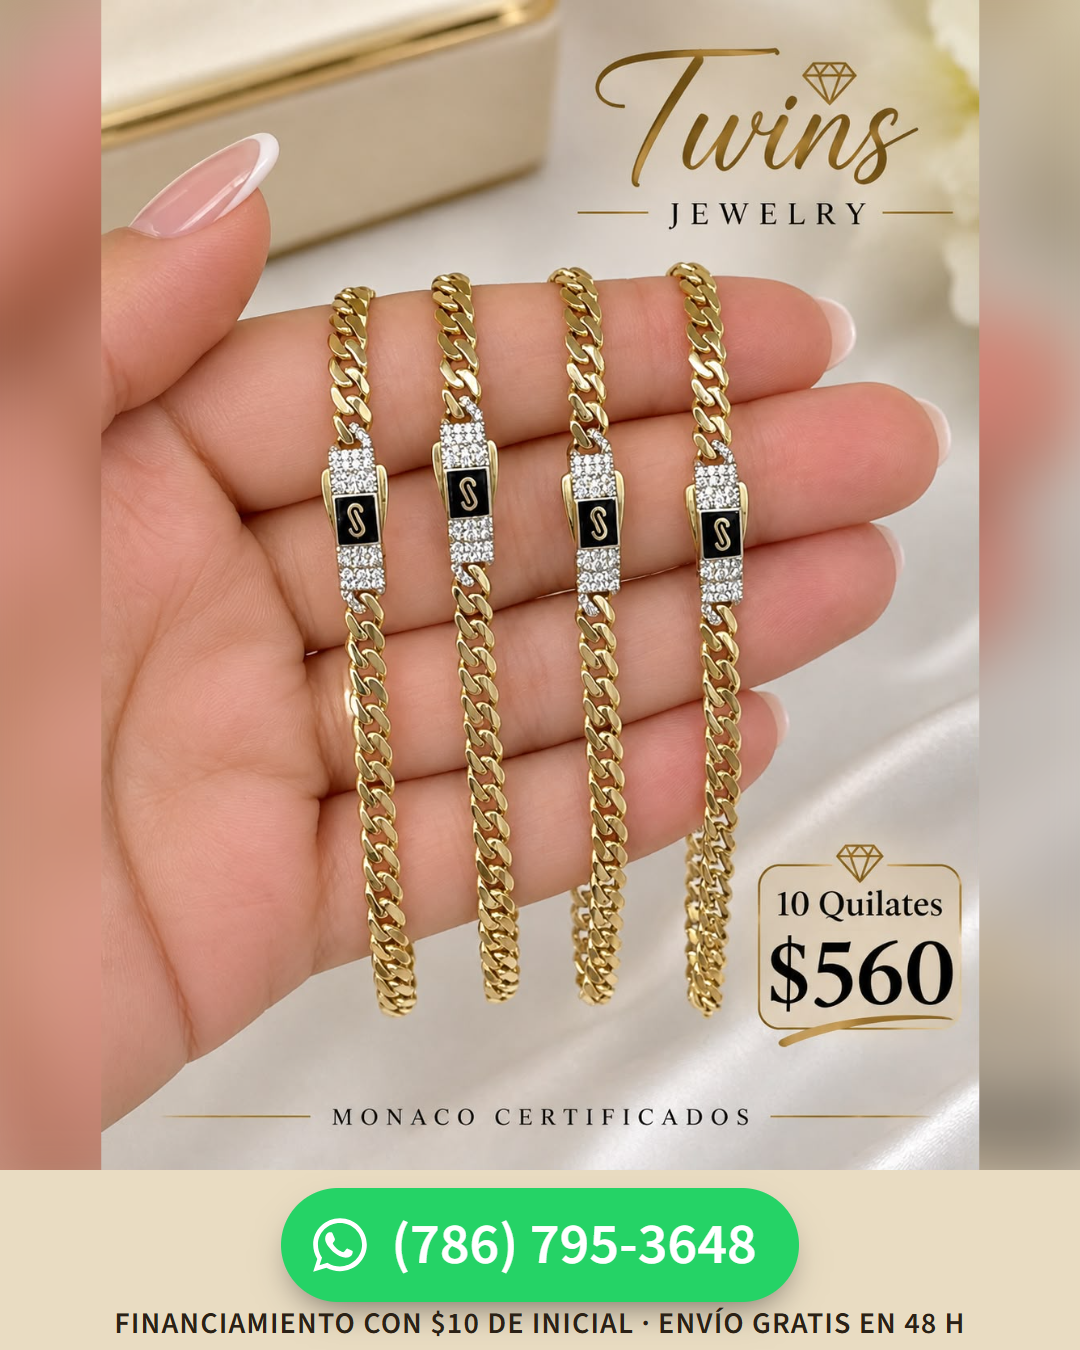 Twins
JEWELRY
S
S
S
S
10 Quilates
$560
MONACO CERTIFICADOS
(786) 795-3648
FINANCIAMIENTO CON $10 DE INICIAL · ENVÍO GRATIS EN 48 H